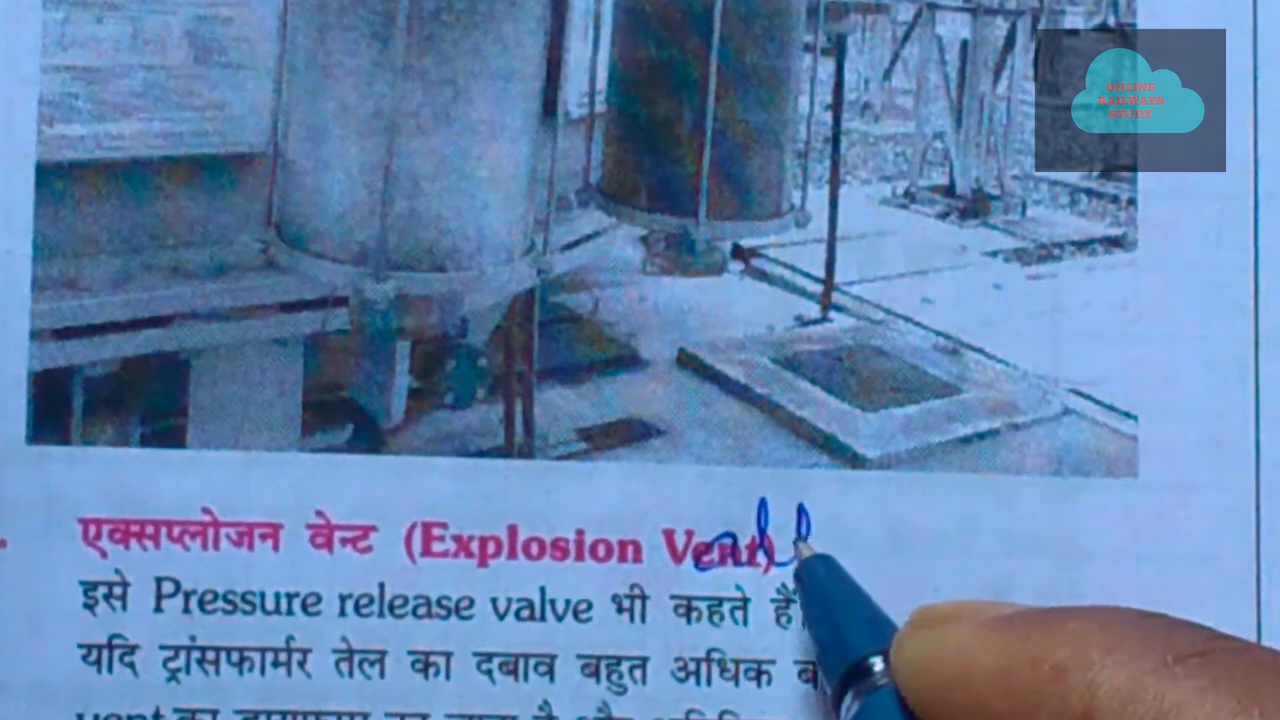 ONLINE
RAILWAYS
STUDY
एक्सप्लोजन वेन्ट (Explosion Vent)
इसे Pressure release valve भी कहते हैं
यदि ट्रांसफार्मर तेल का दबाव बहुत अधिक